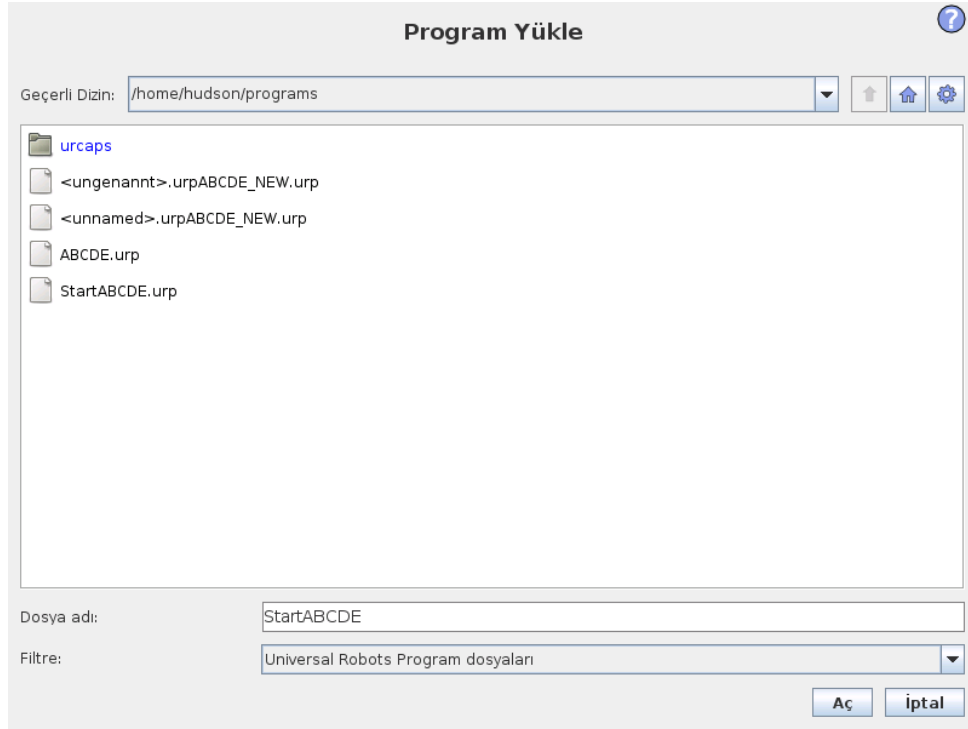 Program Yükle
?
Geçerli Dizin: /home/hudson/programs
urcaps
<ungenannt>.urpABCDE_NEW.urp
<unnamed>.urpABCDE_NEW.urp
ABCDE.urp
StartABCDE.urp
Dosya adı: StartABCDE
Filtre: Universal Robots Program dosyaları
Aç İptal